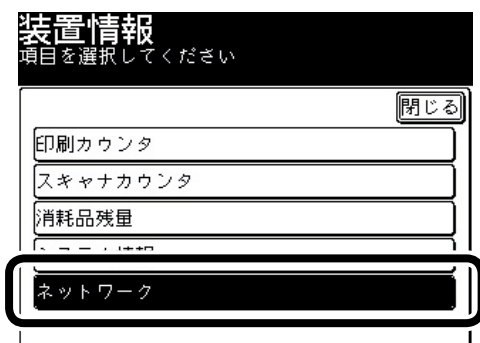 装置情報
項目を選択してください
閉じる
印刷カウンタ
スキャナカウンタ
消耗品残量
ネットワーク